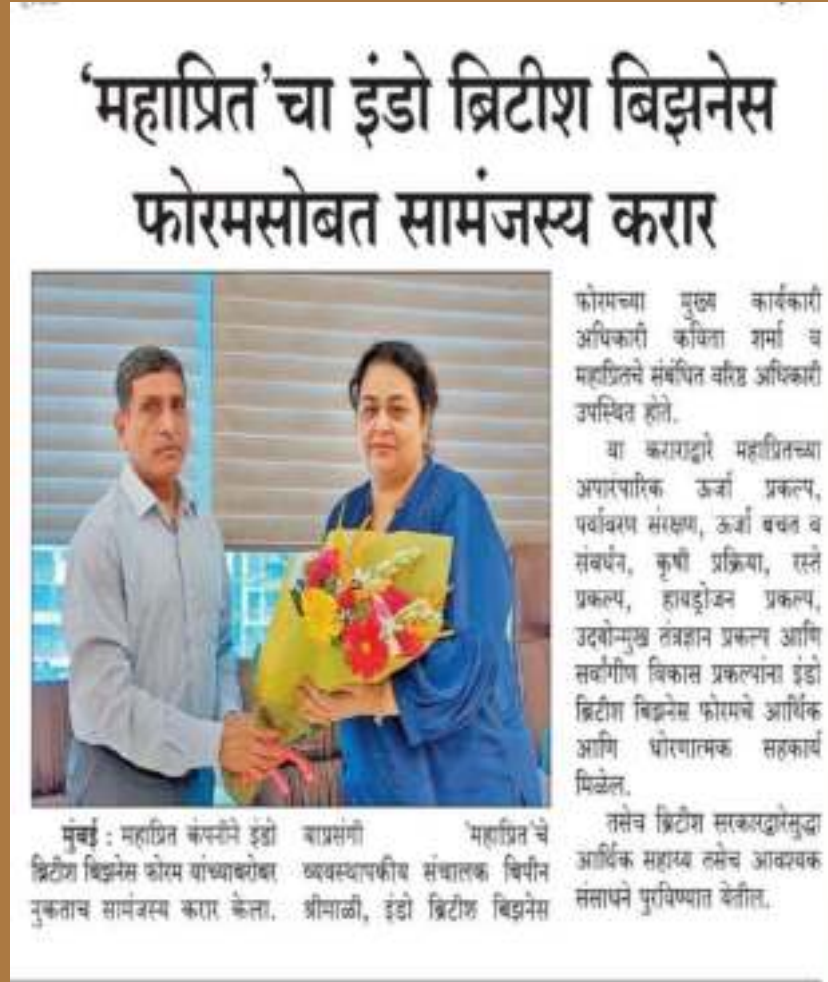 ‘महाप्रित’चा इंडो ब्रिटीश बिझनेस
फोरमसोबत सामंजस्य करार
मुंबई : महाप्रित कंपनीने इंडो
ब्रिटीश बिझनेस फोरम यांच्याबरोबर
नुकताच सामंजस्य करार केला.
याप्रसंगी ‘महाप्रित’चे
व्यवस्थापकीय संचालक बिपीन
श्रीमाळी, इंडो ब्रिटीश बिझनेस
फोरमच्या मुख्य कार्यकारी
अधिकारी कविता शर्मा व
महाप्रितचे संबंधित वरिष्ठ अधिकारी
उपस्थित होते.
या कराराद्वारे महाप्रितच्या
अपारंपारिक ऊर्जा प्रकल्प,
पर्यावरण संरक्षण, ऊर्जा बचत व
संवर्धन, कृषी प्रक्रिया, रस्ते
प्रकल्प, हायड्रोजन प्रकल्प,
उदयोन्मुख तंत्रज्ञान प्रकल्प आणि
सर्वांगीण विकास प्रकल्पांना इंडो
ब्रिटीश बिझनेस फोरमचे आर्थिक
आणि धोरणात्मक सहकार्य
मिळेल.
तसेच ब्रिटीश सरकारद्वारेसुद्धा
आर्थिक सहाय्य तसेच आवश्यक
संसाधने पुरविण्यात येतील.